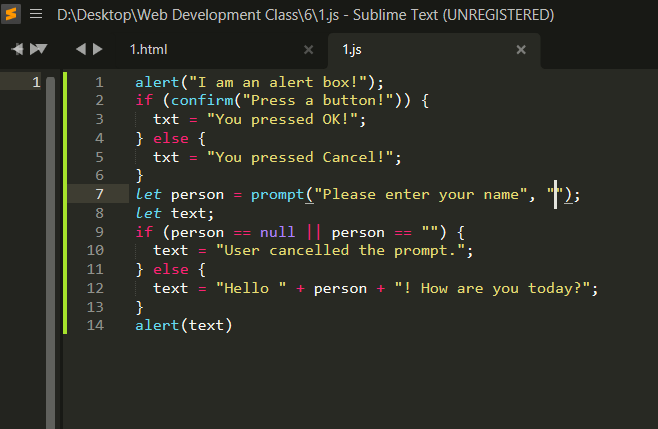 D:\Desktop\Web Development Class\6\1.js - Sublime Text (UNREGISTERED)
1.html 1.js
1
1 alert("I am an alert box!");
2 if (confirm("Press a button!")) {
3   txt = "You pressed OK!";
4 } else {
5   txt = "You pressed Cancel!";
6 }
7 let person = prompt("Please enter your name", "");
8 let text;
9 if (person == null || person == "") {
10   text = "User cancelled the prompt.";
11 } else {
12   text = "Hello " + person + "! How are you today?";
13 }
14 alert(text)